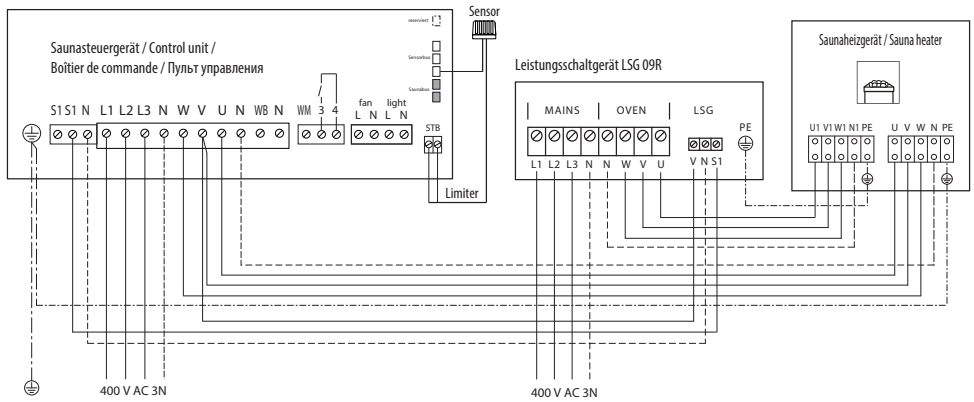 reserviert
Sensor
Sensorbus
Saunabus
Saunasteuergerät / Control unit /
Boîtier de commande / Пульт управления
S1 S1 N L1 L2 L3 N W V U N WB N
WM 3 4
fan light
L N L N
STB
Limiter
400 V AC 3N
Leistungsschaltgerät LSG 09R
MAINS OVEN LSG
PE
L1 L2 L3 N N W V U
V N S1
400 V AC 3N
Saunaheizgerät / Sauna heater
U1 V1 W1 N1 PE U V W N PE